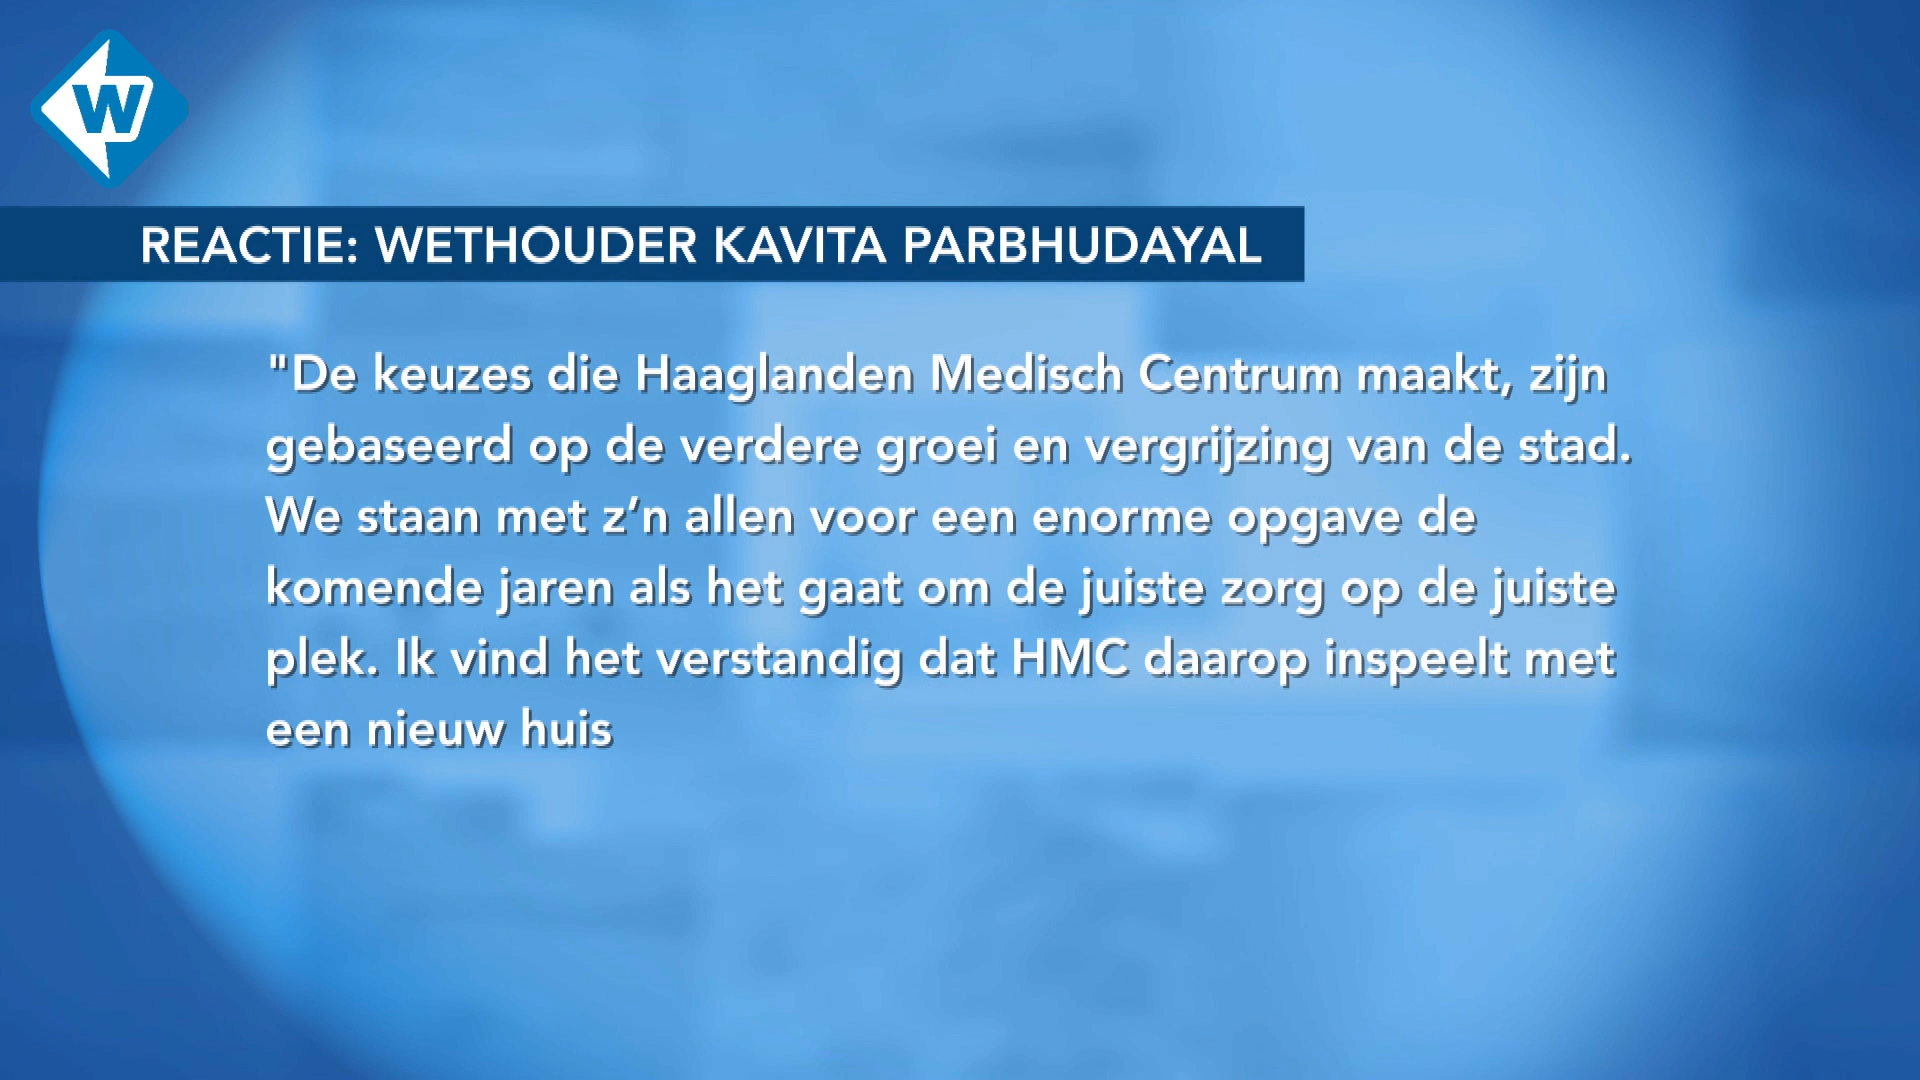 W
REACTIE: WETHOUDER KAVITA PARBHUDAYAL
"De keuzes die Haaglanden Medisch Centrum maakt, zijn
gebaseerd op de verdere groei en vergrijzing van de stad.
We staan met z’n allen voor een enorme opgave de
komende jaren als het gaat om de juiste zorg op de juiste
plek. Ik vind het verstandig dat HMC daarop inspeelt met
een nieuw huis